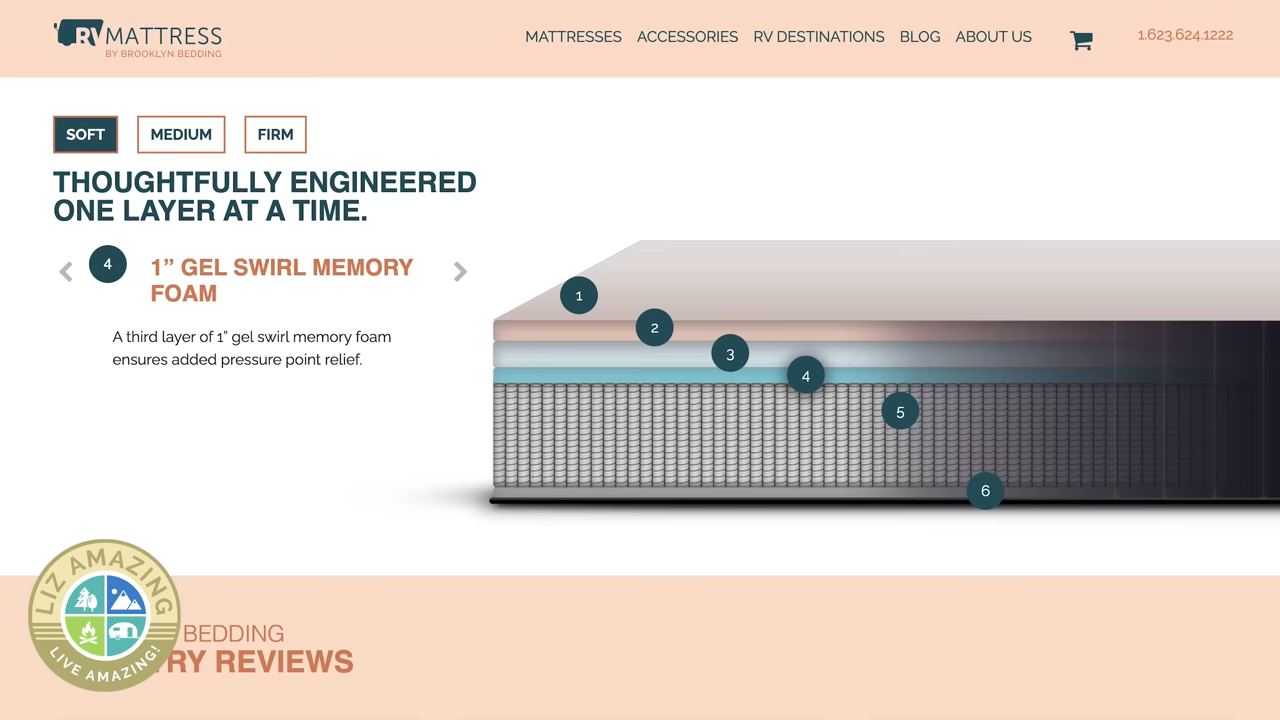 RV MATTRESS
BY BROOKLYN BEDDING
MATTRESSES ACCESSORIES RV DESTINATIONS BLOG ABOUT US
1.623.624.1222
SOFT MEDIUM FIRM
THOUGHTFULLY ENGINEERED
ONE LAYER AT A TIME.
4
1” GEL SWIRL MEMORY
FOAM
A third layer of 1” gel swirl memory foam
ensures added pressure point relief.
1
2
3
4
5
6
LIZ AMAZING
LIVE AMAZING!
BEDDING
REVIEWS